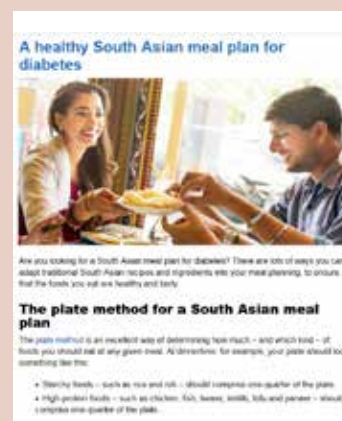 A healthy South Asian meal plan for
diabetes
Are you looking for a South Asian meal plan for diabetes? There are lots of ways you can
adapt traditional South Asian recipes and ingredients into your meal planning, to ensure
that the foods you eat are healthy and tasty.
The plate method for a South Asian meal
plan
The plate method is an excellent way of determining how much – and which kind – of
foods you should eat at any given meal. At dinnertime, for example, your plate should loo
something like this:
• Starchy foods – such as rice and roti – should comprise one-quarter of the plate.
• High-protein foods – such as chicken, fish, beans, lentils, tofu and paneer – should
comprise one-quarter of the plate.